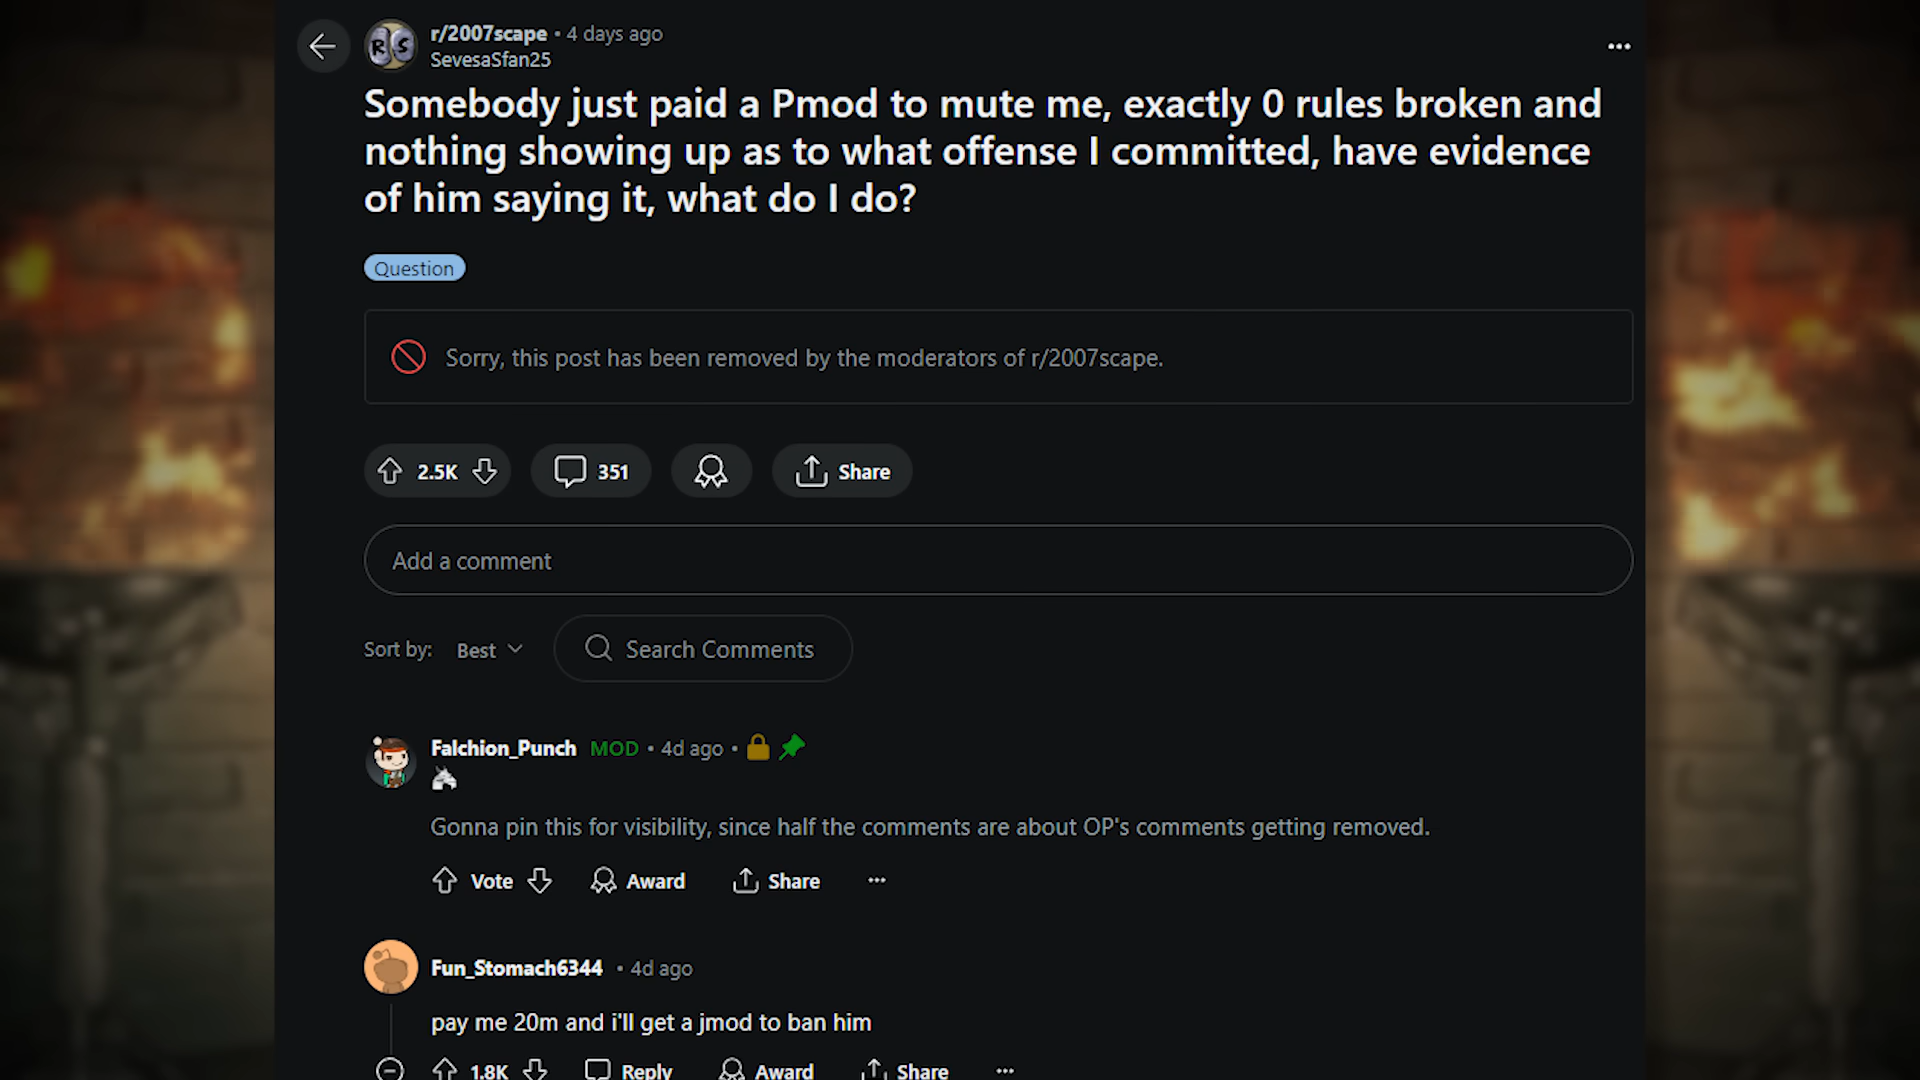 r/2007scape • 4 days ago
SevesaSfan25
Somebody just paid a Pmod to mute me, exactly 0 rules broken and
nothing showing up as to what offense I committed, have evidence
of him saying it, what do I do?
Question
Sorry, this post has been removed by the moderators of r/2007scape.
2.5K 351 Share
Add a comment
Sort by: Best Search Comments
Falchion_Punch MOD • 4d ago •
Gonna pin this for visibility, since half the comments are about OP's comments getting removed.
Vote Award Share
Fun_Stomach6344 • 4d ago
pay me 20m and i'll get a jmod to ban him
1.8K Reply Award Share